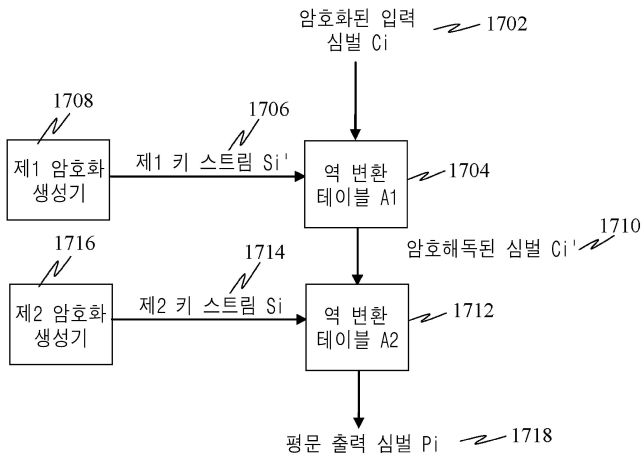 암호화된 입력
심벌 Ci
1702
1708
1706
제1 암호화
생성기
제1 키 스트림 Si'
역 변환
테이블 A1
1704
1710
암호해독된 심벌 Ci'
1716
1714
제2 암호화
생성기
제2 키 스트림 Si
역 변환
테이블 A2
1712
평문 출력 심벌 Pi
1718